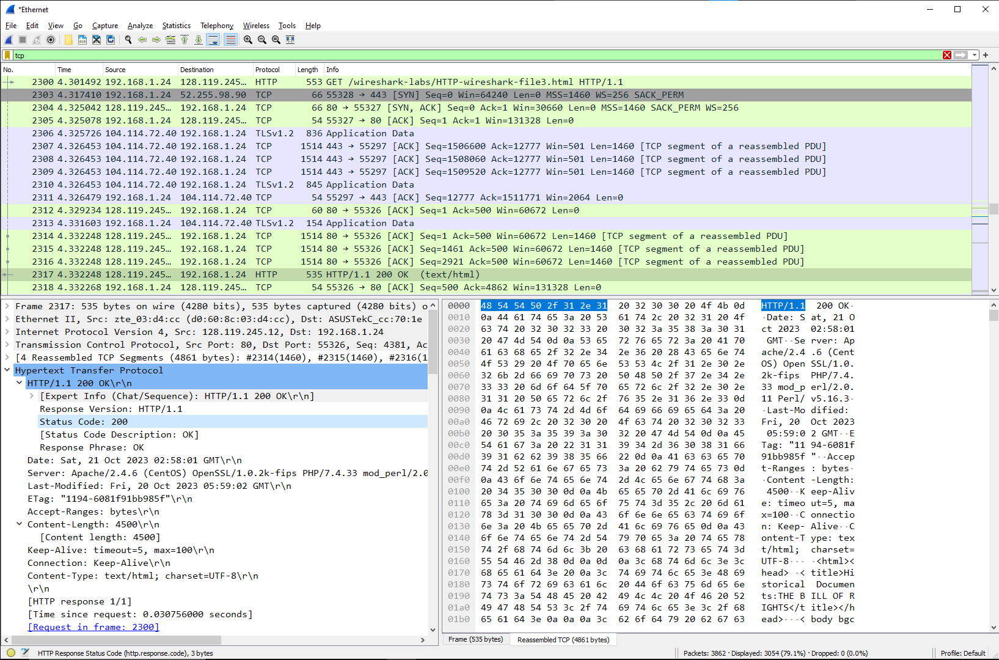 *Ethernet
File Edit View Go Capture Analyze Statistics Telephony Wireless Tools Help
tcp
No. Time Source Destination Protocol Length Info
2300 4.301492 192.168.1.24 128.119.245… HTTP 553 GET /wireshark-labs/HTTP-wireshark-file3.html HTTP/1.1
2303 4.317410 192.168.1.24 52.255.98.90 TCP 66 55328 → 443 [SYN] Seq=0 Win=64240 Len=0 MSS=1460 WS=256 SACK_PERM
2304 4.325042 128.119.245… 192.168.1.24 TCP 66 80 → 55327 [SYN, ACK] Seq=0 Ack=1 Win=30660 Len=0 MSS=1460 SACK_PERM WS=256
2305 4.325078 192.168.1.24 128.119.245… TCP 54 55327 → 80 [ACK] Seq=1 Ack=1 Win=131328 Len=0
2306 4.325726 104.114.72.40 192.168.1.24 TLSv1.2 836 Application Data
2307 4.326453 104.114.72.40 192.168.1.24 TCP 1514 443 → 55297 [ACK] Seq=1506600 Ack=12777 Win=501 Len=1460 [TCP segment of a reassembled PDU]
2308 4.326453 104.114.72.40 192.168.1.24 TCP 1514 443 → 55297 [ACK] Seq=1508060 Ack=12777 Win=501 Len=1460 [TCP segment of a reassembled PDU]
2309 4.326453 104.114.72.40 192.168.1.24 TCP 1514 443 → 55297 [ACK] Seq=1509520 Ack=12777 Win=501 Len=1460 [TCP segment of a reassembled PDU]
2310 4.326453 104.114.72.40 192.168.1.24 TLSv1.2 845 Application Data
2311 4.326479 192.168.1.24 104.114.72.40 TCP 54 55297 → 443 [ACK] Seq=12777 Ack=1511771 Win=2064 Len=0
2312 4.329234 128.119.245… 192.168.1.24 TCP 60 80 → 55326 [ACK] Seq=1 Ack=500 Win=60672 Len=0
2313 4.331603 192.168.1.24 104.114.72.40 TLSv1.2 154 Application Data
2314 4.332248 128.119.245… 192.168.1.24 TCP 1514 80 → 55326 [ACK] Seq=1 Ack=500 Win=60672 Len=1460 [TCP segment of a reassembled PDU]
2315 4.332248 128.119.245… 192.168.1.24 TCP 1514 80 → 55326 [ACK] Seq=1461 Ack=500 Win=60672 Len=1460 [TCP segment of a reassembled PDU]
2316 4.332248 128.119.245… 192.168.1.24 TCP 1514 80 → 55326 [ACK] Seq=2921 Ack=500 Win=60672 Len=1460 [TCP segment of a reassembled PDU]
2317 4.332248 128.119.245… 192.168.1.24 HTTP 535 HTTP/1.1 200 OK  (text/html)
2318 4.332268 192.168.1.24 128.119.245… TCP 54 55326 → 80 [ACK] Seq=500 Ack=4862 Win=131328 Len=0
Frame 2317: 535 bytes on wire (4280 bits), 535 bytes captured (4280 bits) o
Ethernet II, Src: zte_03:d4:cc (d0:60:8c:03:d4:cc), Dst: ASUSTekC_cc:70:1e
Internet Protocol Version 4, Src: 128.119.245.12, Dst: 192.168.1.24
Transmission Control Protocol, Src Port: 80, Dst Port: 55326, Seq: 4381, Ac
[4 Reassembled TCP Segments (4861 bytes): #2314(1460), #2315(1460), #2316(1
Hypertext Transfer Protocol
HTTP/1.1 200 OK\r\n
[Expert Info (Chat/Sequence): HTTP/1.1 200 OK\r\n]
Response Version: HTTP/1.1
Status Code: 200
[Status Code Description: OK]
Response Phrase: OK
Date: Sat, 21 Oct 2023 02:58:01 GMT\r\n
Server: Apache/2.4.6 (CentOS) OpenSSL/1.0.2k-fips PHP/7.4.33 mod_perl/2.0
Last-Modified: Fri, 20 Oct 2023 05:59:02 GMT\r\n
ETag: "1194-6081f91bb985f"\r\n
Accept-Ranges: bytes\r\n
Content-Length: 4500\r\n
[Content length: 4500]
Keep-Alive: timeout=5, max=100\r\n
Connection: Keep-Alive\r\n
Content-Type: text/html; charset=UTF-8\r\n
\r\n
[HTTP response 1/1]
[Time since request: 0.030756000 seconds]
[Request in frame: 2300]
0000 48 54 54 50 2f 31 2e 31 20 32 30 30 20 4f 4b 0d HTTP/1.1 200 OK·
0010 0a 44 61 74 65 3a 20 53 61 74 2c 20 32 31 20 4f ·Date: S at, 21 O
0020 63 74 20 32 30 32 33 20 30 32 3a 35 38 3a 30 31 ct 2023 02:58:01
0030 20 47 4d 54 0d 0a 53 65 72 76 65 72 3a 20 41 70 GMT··Se rver: Ap
0040 61 63 68 65 2f 32 2e 34 2e 36 20 28 43 65 6e 74 ache/2.4 .6 (Cent
0050 4f 53 29 20 4f 70 65 6e 53 53 4c 2f 31 2e 30 2e OS) Open SSL/1.0.
0060 32 6b 2d 66 69 70 73 20 50 48 50 2f 37 2e 34 2e 2k-fips PHP/7.4.
0070 33 33 20 6d 6f 64 5f 70 65 72 6c 2f 32 2e 30 2e 33 mod_p erl/2.0.
0080 31 31 20 50 65 72 6c 2f 76 35 2e 31 36 2e 33 0d 11 Perl/ v5.16.3·
0090 0a 4c 61 73 74 2d 4d 6f 64 69 66 69 65 64 3a 20 ·Last-Mo dified:
00a0 46 72 69 2c 20 32 30 20 4f 63 74 20 32 30 32 33 Fri, 20 Oct 2023
00b0 20 30 35 3a 35 39 3a 30 32 20 47 4d 54 0d 0a 45 05:59:0 2 GMT··E
00c0 54 61 67 3a 20 22 31 31 39 34 2d 36 30 38 31 66 Tag: "11 94-6081f
00d0 39 31 62 62 39 38 35 66 22 0d 0a 41 63 63 65 70 91bb985f "··Accep
00e0 74 2d 52 61 6e 67 65 73 3a 20 62 79 74 65 73 0d t-Ranges : bytes·
00f0 0a 43 6f 6e 74 65 6e 74 2d 4c 65 6e 67 74 68 3a ·Content -Length:
0100 20 34 35 30 30 0d 0a 4b 65 65 70 2d 41 6c 69 76 4500··K eep-Aliv
0110 65 3a 20 74 69 6d 65 6f 75 74 3d 35 2c 20 6d 61 e: timeo ut=5, ma
0120 78 3d 31 30 30 0d 0a 43 6f 6e 6e 65 63 74 69 6f x=100··C onnectio
0130 6e 3a 20 4b 65 65 70 2d 41 6c 69 76 65 0d 0a 43 n: Keep- Alive··C
0140 6f 6e 74 65 6e 74 2d 54 79 70 65 3a 20 74 65 78 ontent-T ype: tex
0150 74 2f 68 74 6d 6c 3b 20 63 68 61 72 73 65 74 3d t/html; charset=
0160 55 54 46 2d 38 0d 0a 0d 0a 3c 68 74 6d 6c 3e 3c UTF-8··· ·<html><
0170 68 65 61 64 3e 20 0a 3c 74 69 74 6c 65 3e 48 69 head> ·< title>Hi
0180 73 74 6f 72 69 63 61 6c 20 44 6f 63 75 6d 65 6e storical Documen
0190 74 73 3a 54 48 45 20 42 49 4c 4c 20 4f 46 20 52 ts:THE B ILL OF R
01a0 49 47 48 54 53 3c 2f 74 69 74 6c 65 3e 3c 2f 68 IGHTS</t itle></h
01b0 65 61 64 3e 0a 0a 0a 3c 62 6f 64 79 20 62 67 63 ead>···< body bgc
Frame (535 bytes) Reassembled TCP (4861 bytes)
HTTP Response Status Code (http.response.code), 3 bytes Packets: 3862 · Displayed: 3054 (79.1%) · Dropped: 0 (0.0%) Profile: Default